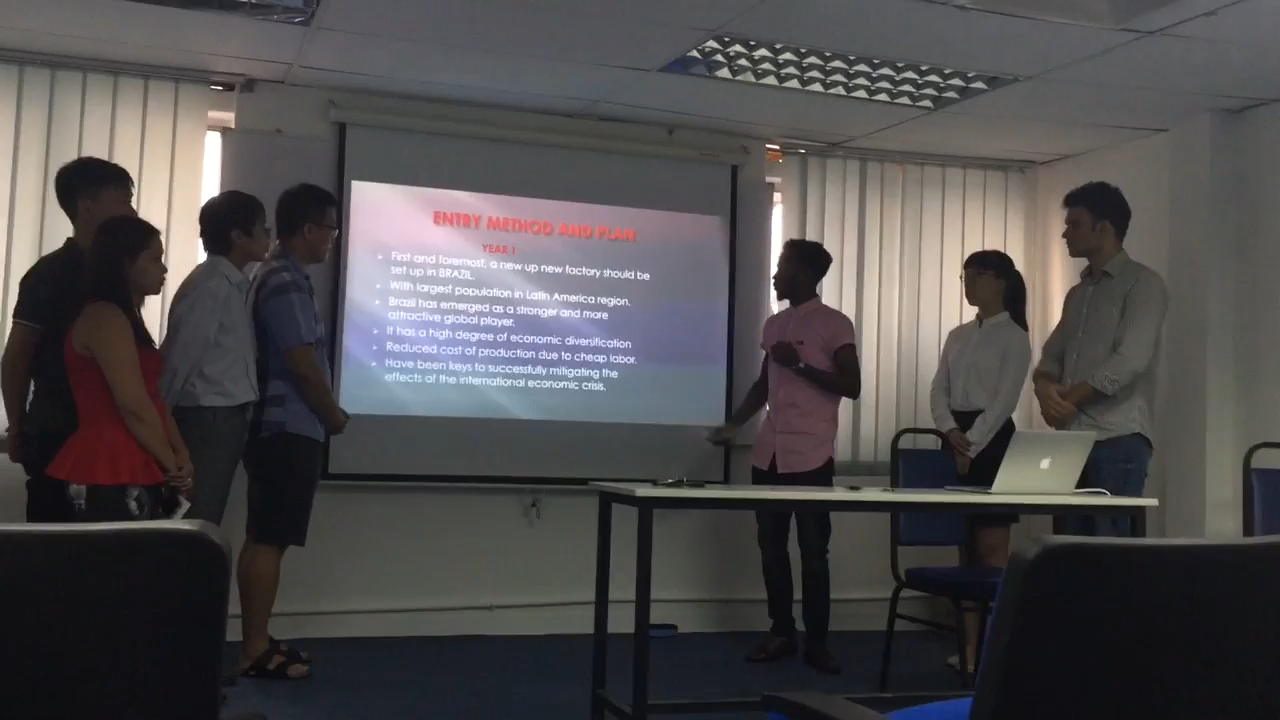 ENTRY METHOD AND PLAN
YEAR 1
First and foremost, a new up new factory should be
set up in BRAZIL.
With largest population in Latin America region.
Brazil has emerged as a stronger and more
attractive global player.
It has a high degree of economic diversification
Reduced cost of production due to cheap labor.
Have been keys to successfully mitigating the
effects of the international economic crisis.